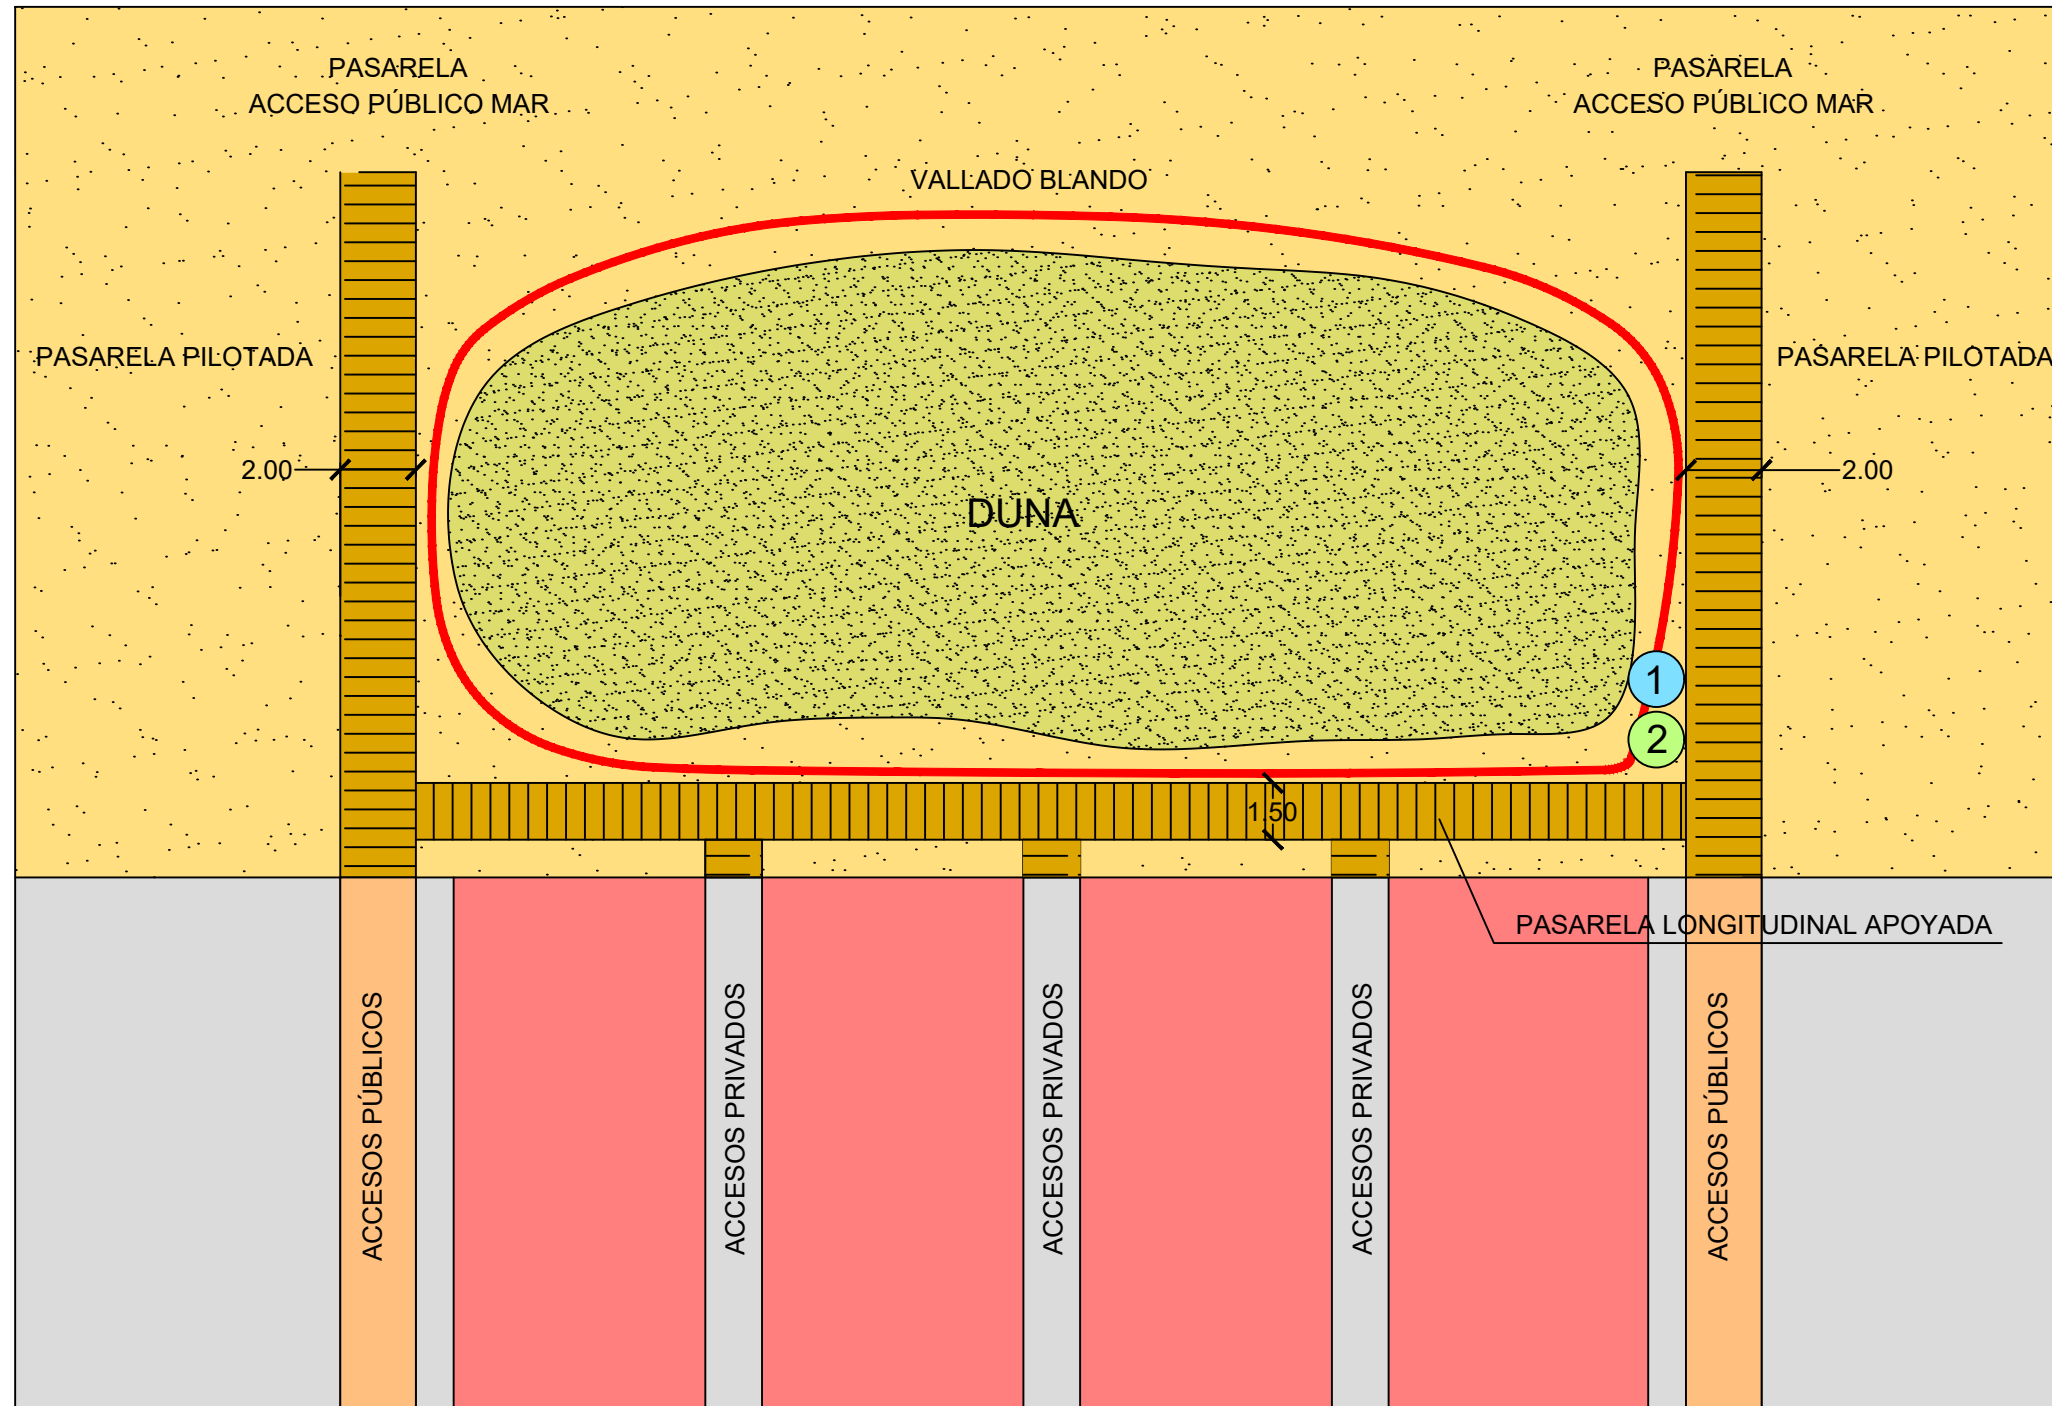 PASARELA
ACCESO PÚBLICO MAR
PASARELA
ACCESO PÚBLICO MAR
VALLADO BLANDO
PASARELA PILOTADA
PASARELA PILOTADA
2.00
2.00
DUNA
1
2
1.50
PASARELA LONGITUDINAL APOYADA
ACCESOS PÚBLICOS
ACCESOS PRIVADOS
ACCESOS PRIVADOS
ACCESOS PRIVADOS
ACCESOS PÚBLICOS